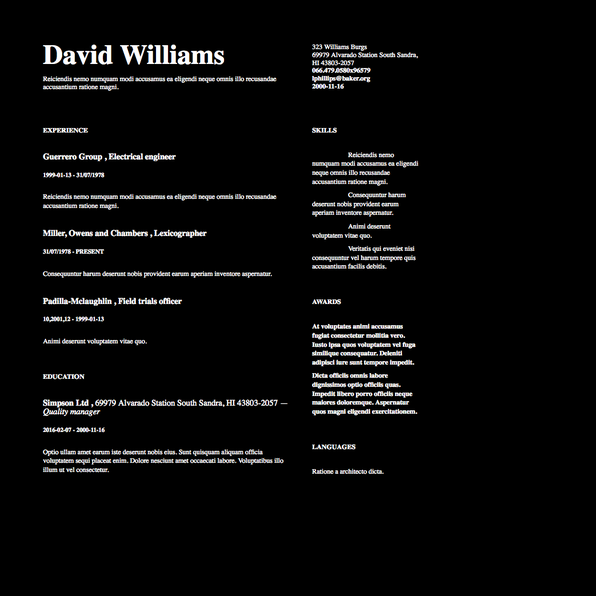 David Williams
Reiciendis nemo numquam modi accusamus ea eligendi neque omnis illo recusandae
accusantium ratione magni.
323 Williams Burgs
69979 Alvarado Station South Sandra,
HI 43803-2057
066.479.0580x96579
lphillips@baker.org
2000-11-16
EXPERIENCE
Guerrero Group , Electrical engineer
1999-01-13 - 31/07/1978
Reiciendis nemo numquam modi accusamus ea eligendi neque omnis illo recusandae
accusantium ratione magni.
Miller, Owens and Chambers , Lexicographer
31/07/1978 - PRESENT
Consequuntur harum deserunt nobis provident earum aperiam inventore aspernatur.
Padilla-Mclaughlin , Field trials officer
10,2001,12 - 1999-01-13
Animi deserunt voluptatem vitae quo.
EDUCATION
Simpson Ltd , 69979 Alvarado Station South Sandra, HI 43803-2057 —
Quality manager
2016-02-07 - 2000-11-16
Optio ullam amet earum iste deserunt nobis eius. Sunt quisquam aliquam officia
voluptatem sequi placeat enim. Dolore nesciunt amet occaecati labore. Voluptatibus illo
illum ut vel consectetur.
SKILLS
Reiciendis nemo
numquam modi accusamus ea eligendi
neque omnis illo recusandae
accusantium ratione magni.
Consequuntur harum
deserunt nobis provident earum
aperiam inventore aspernatur.
Animi deserunt
voluptatem vitae quo.
Veritatis qui eveniet nisi
consequuntur vel harum tempore quis
accusantium facilis debitis.
AWARDS
At voluptates animi accusamus
fugiat consectetur mollitia vero.
Iusto ipsa quos voluptatem vel fuga
similique consequatur. Deleniti
adipisci iure sunt tempore impedit.
Dicta officiis omnis labore
dignissimos optio officiis quas.
Impedit libero porro officiis neque
maiores doloremque. Aspernatur
quos magni eligendi exercitationem.
LANGUAGES
Ratione a architecto dicta.